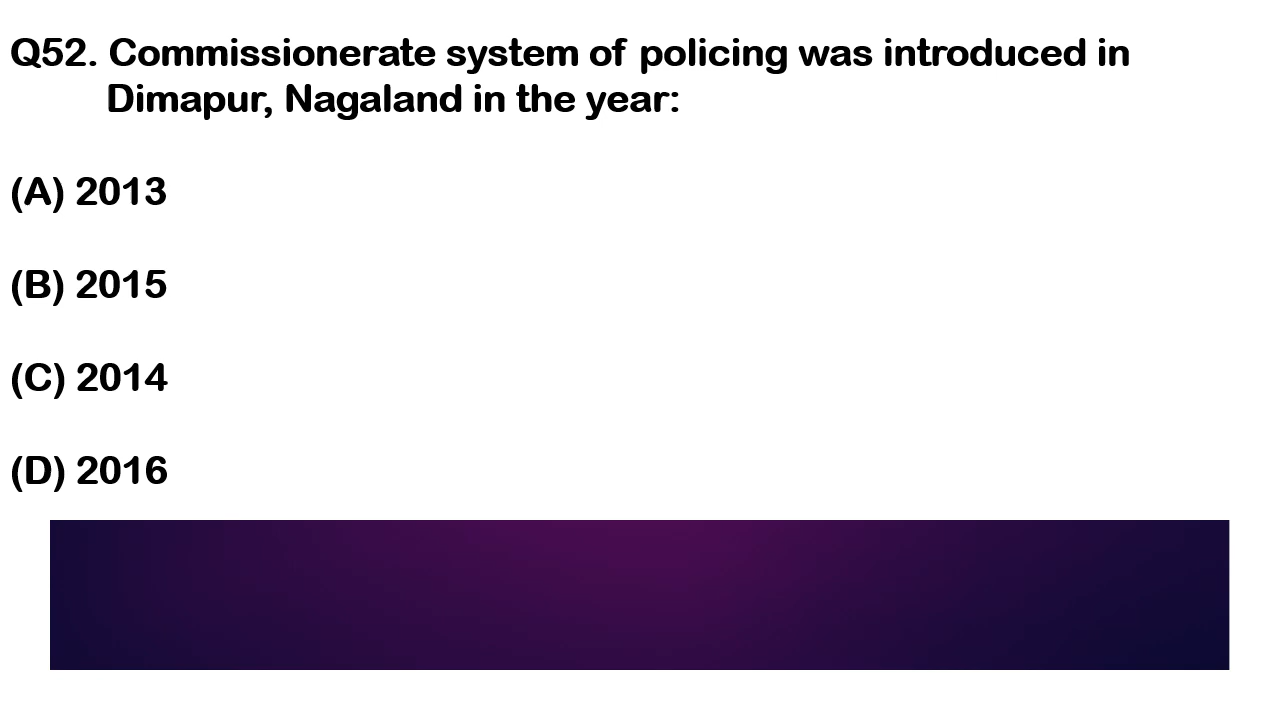 Q52. Commissionerate system of policing was introduced in
Dimapur, Nagaland in the year:
(A) 2013
(B) 2015
(C) 2014
(D) 2016